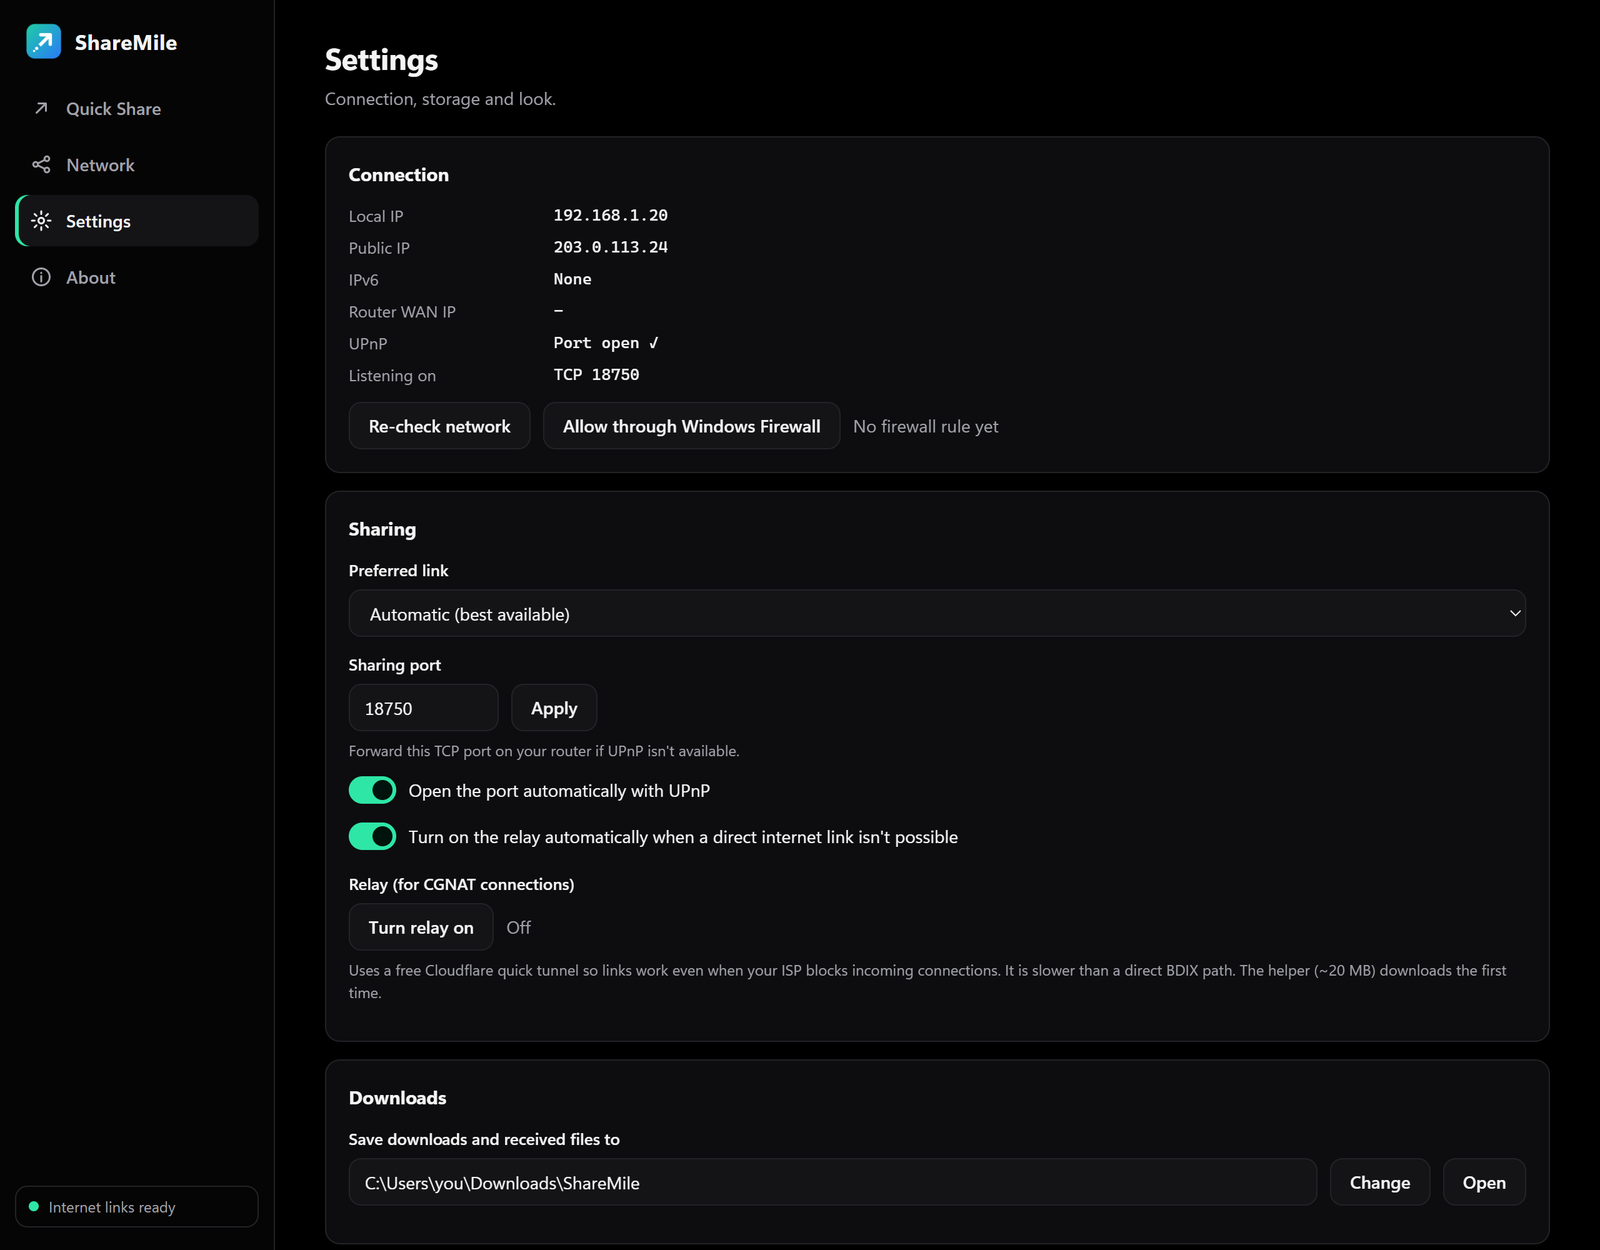 ShareMile
Quick Share
Network
Settings
About
Internet links ready
Settings
Connection, storage and look.
Connection
Local IP 192.168.1.20
Public IP 203.0.113.24
IPv6 None
Router WAN IP –
UPnP Port open ✓
Listening on TCP 18750
Re-check network Allow through Windows Firewall No firewall rule yet
Sharing
Preferred link
Automatic (best available)
Sharing port
18750 Apply
Forward this TCP port on your router if UPnP isn't available.
Open the port automatically with UPnP
Turn on the relay automatically when a direct internet link isn't possible
Relay (for CGNAT connections)
Turn relay on Off
Uses a free Cloudflare quick tunnel so links work even when your ISP blocks incoming connections. It is slower than a direct BDIX path. The helper (~20 MB) downloads the first
time.
Downloads
Save downloads and received files to
C:\Users\you\Downloads\ShareMile Change Open